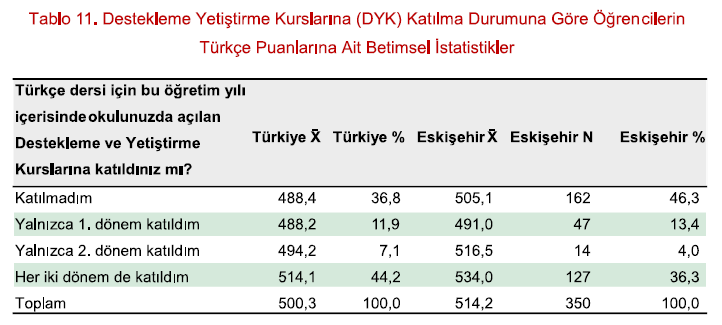 Tablo 11. Destekleme Yetiştirme Kurslarına (DYK) Katılma Durumuna Göre Öğrencilerin
Türkçe Puanlarına Ait Betimsel İstatistikler
Türkçe dersi için bu öğretim yılı
içerisinde okulunuzda açılan
Destekleme ve Yetiştirme
Kurslarına katıldınız mı? Türkiye X̄ Türkiye % Eskişehir X̄ Eskişehir N Eskişehir %
Katılmadım 488,4 36,8 505,1 162 46,3
Yalnızca 1. dönem katıldım 488,2 11,9 491,0 47 13,4
Yalnızca 2. dönem katıldım 494,2 7,1 516,5 14 4,0
Her iki dönem de katıldım 514,1 44,2 534,0 127 36,3
Toplam 500,3 100,0 514,2 350 100,0